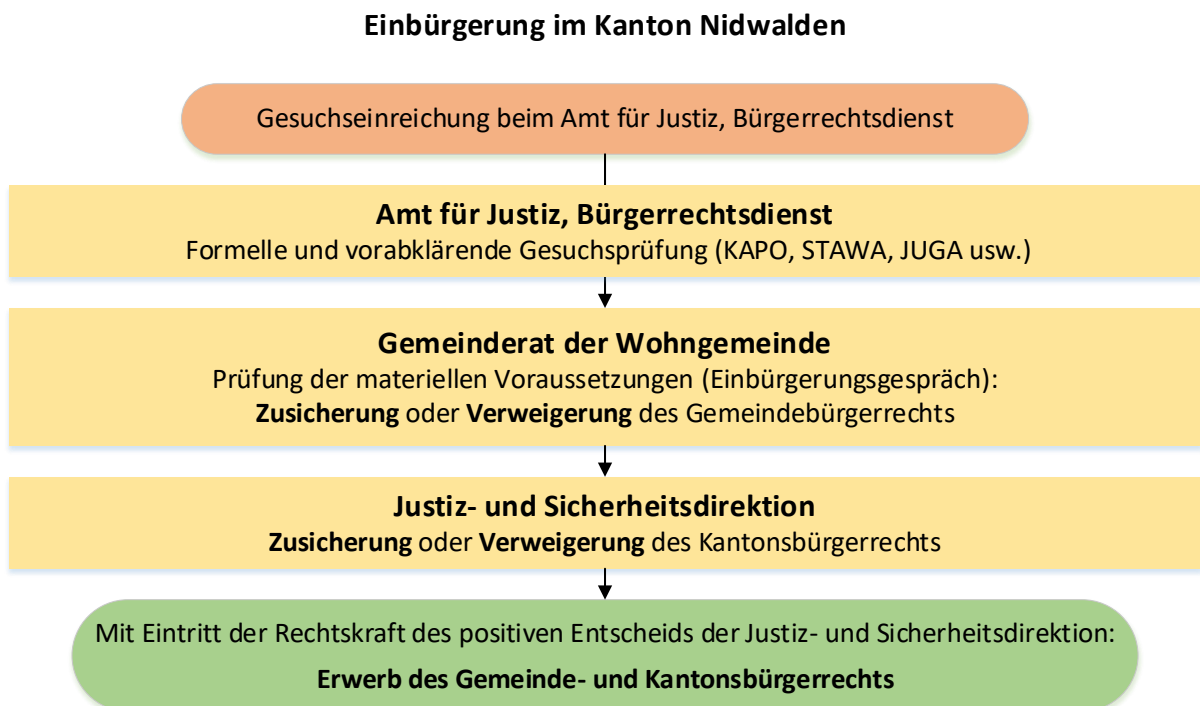 Einbürgerung im Kanton Nidwalden
Gesuchseinreichung beim Amt für Justiz, Bürgerrechtsdienst
Amt für Justiz, Bürgerrechtsdienst
Formelle und vorabklärende Gesuchsprüfung (KAPO, STAWA, JUGA usw.)
Gemeinderat der Wohngemeinde
Prüfung der materiellen Voraussetzungen (Einbürgerungsgespräch):
Zusicherung oder Verweigerung des Gemeindebürgerrechts
Justiz- und Sicherheitsdirektion
Zusicherung oder Verweigerung des Kantonsbürgerrechts
Mit Eintritt der Rechtskraft des positiven Entscheids der Justiz- und Sicherheitsdirektion:
Erwerb des Gemeinde- und Kantonsbürgerrechts